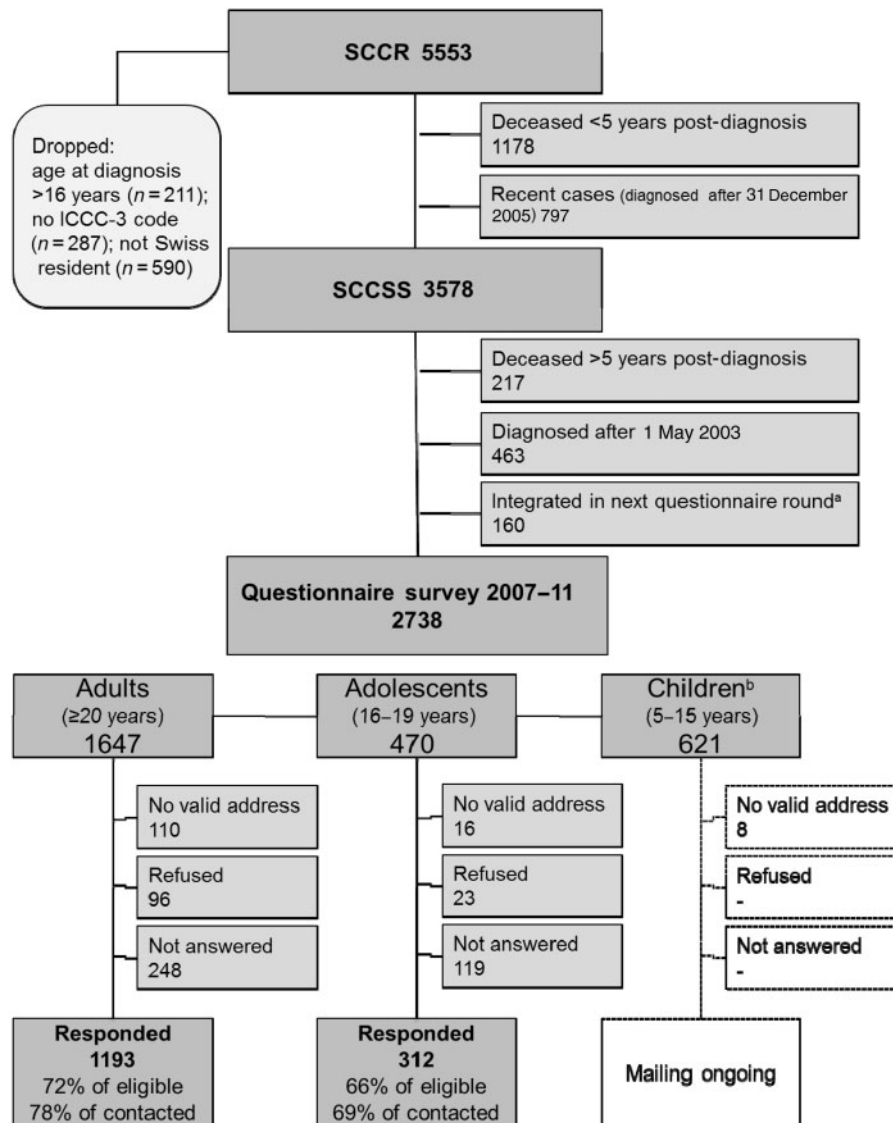 SCCR 5553
Dropped:
age at diagnosis
>16 years (n = 211);
no ICCC-3 code
(n = 287); not Swiss
resident (n = 590)
Deceased <5 years post-diagnosis
1178
Recent cases (diagnosed after 31 December
2005) 797
SCCSS 3578
Deceased >5 years post-diagnosis
217
Diagnosed after 1 May 2003
463
Integrated in next questionnaire roundᵃ
160
Questionnaire survey 2007–11
2738
Adults
(≥20 years)
1647
Adolescents
(16–19 years)
470
Childrenᵇ
(5–15 years)
621
No valid address
110
Refused
96
Not answered
248
No valid address
16
Refused
23
Not answered
119
No valid address
8
Refused
-
Not answered
-
Responded
1193
72% of eligible
78% of contacted
Responded
312
66% of eligible
69% of contacted
Mailing ongoing